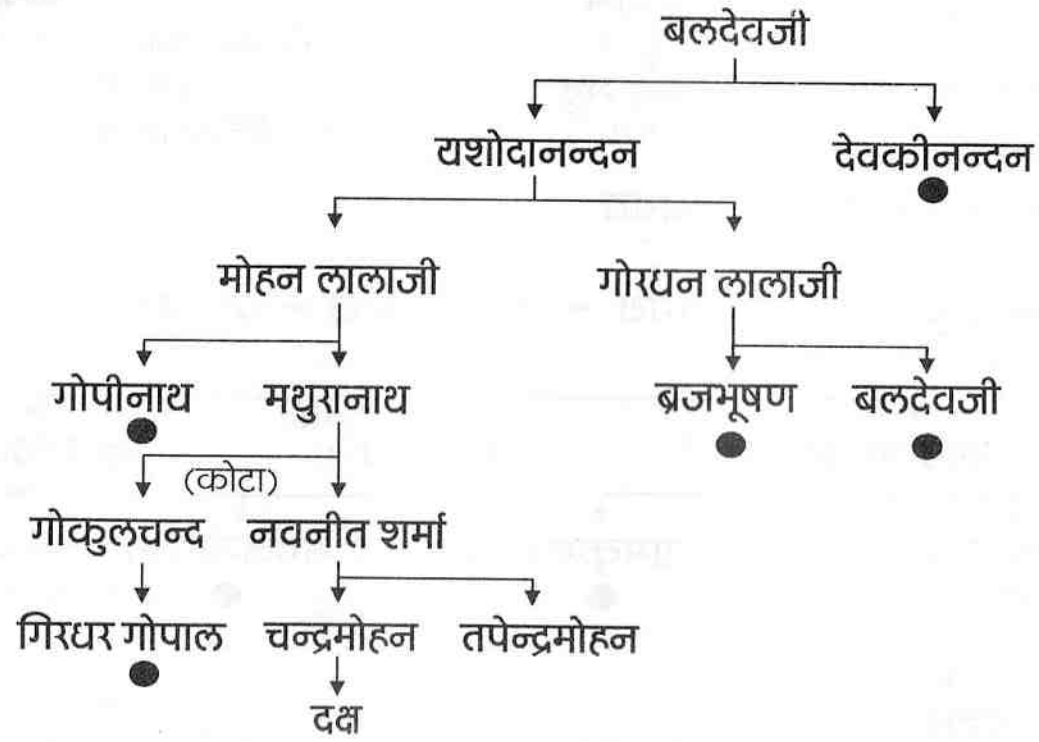 बलदेवजी
यशोदानन्दन देवकीनन्दन
मोहन लालाजी गोरधन लालाजी
गोपीनाथ मथुरानाथ ब्रजभूषण बलदेवजी
(कोटा)
गोकुलचन्द नवनीत शर्मा
गिरधर गोपाल चन्द्रमोहन तपेन्द्रमोहन
दक्ष